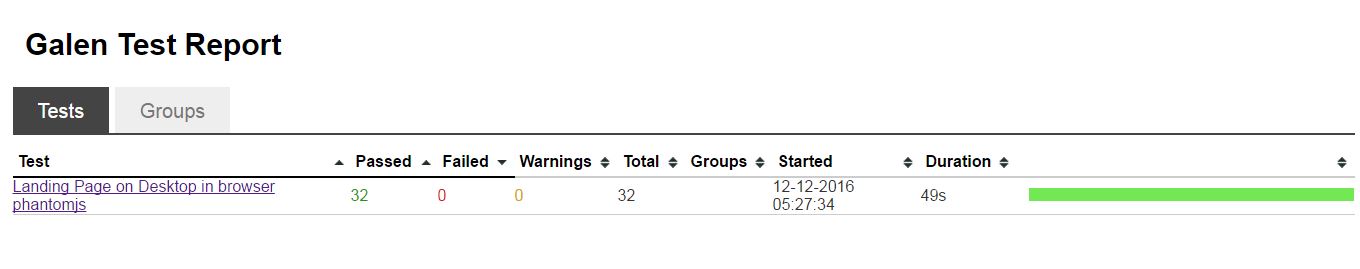 Galen Test Report
Tests Groups
Test Passed Failed Warnings Total Groups Started Duration
Landing Page on Desktop in browser
phantomjs 32 0 0 32 12-12-2016
05:27:34 49s